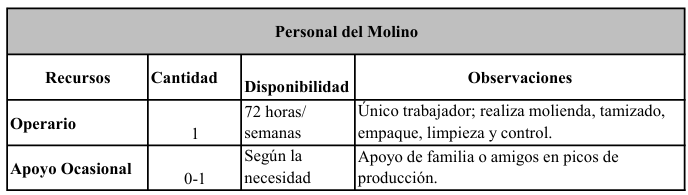 Personal del Molino
Recursos Cantidad Disponibilidad Observaciones
Operario 1 72 horas/ semanas Único trabajador; realiza molienda, tamizado,
empaque, limpieza y control.
Apoyo Ocasional 0-1 Según la necesidad Apoyo de familia o amigos en picos de
producción.